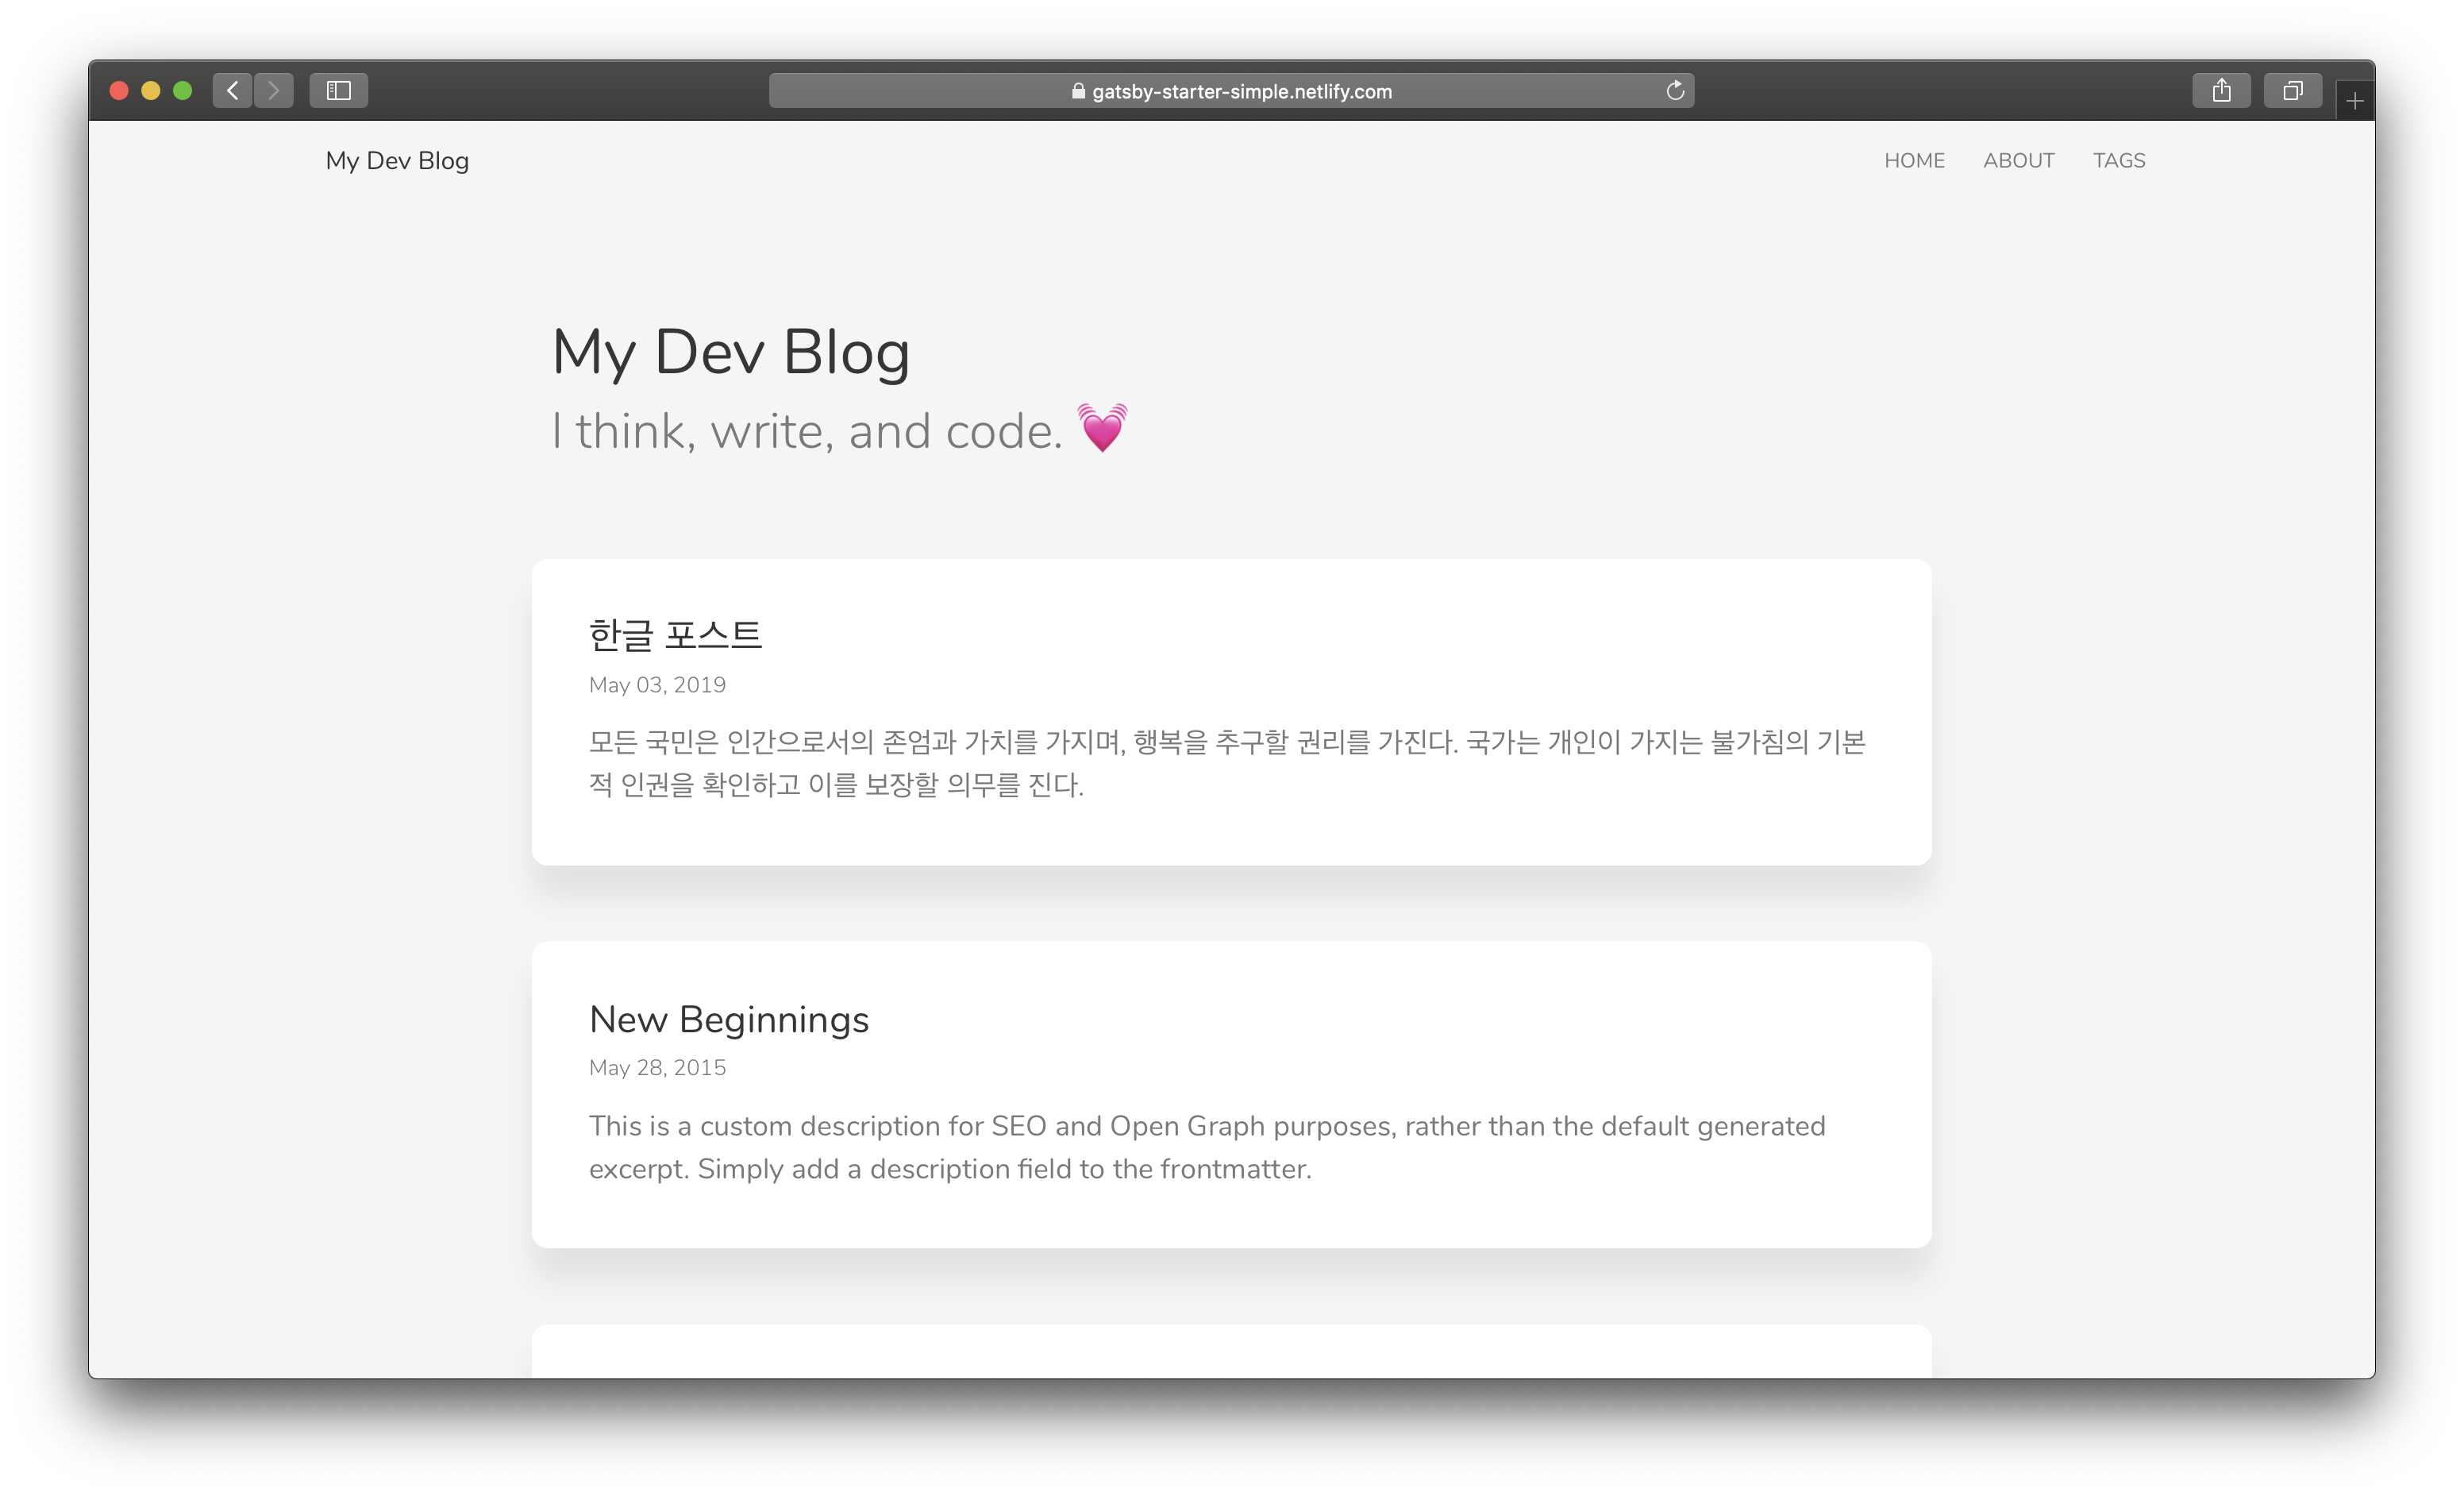 gatsby-starter-simple.netlify.com
My Dev Blog
HOME ABOUT TAGS
My Dev Blog
I think, write, and code. 💓
한글 포스트
May 03, 2019
모든 국민은 인간으로서의 존엄과 가치를 가지며, 행복을 추구할 권리를 가진다. 국가는 개인이 가지는 불가침의 기본
적 인권을 확인하고 이를 보장할 의무를 진다.
New Beginnings
May 28, 2015
This is a custom description for SEO and Open Graph purposes, rather than the default generated
excerpt. Simply add a description field to the frontmatter.